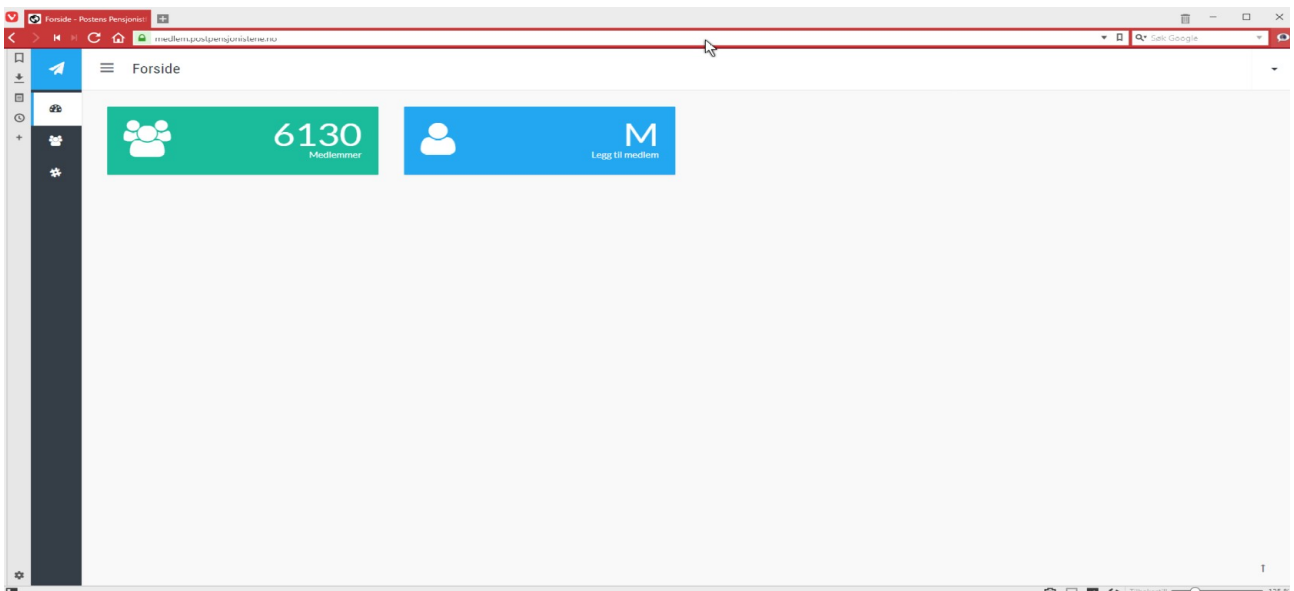 Forside - Postens Pensjonist
medlem.postpensjonistene.no
Søk Google
Forside
6130
Medlemmer
M
Legg til medlem